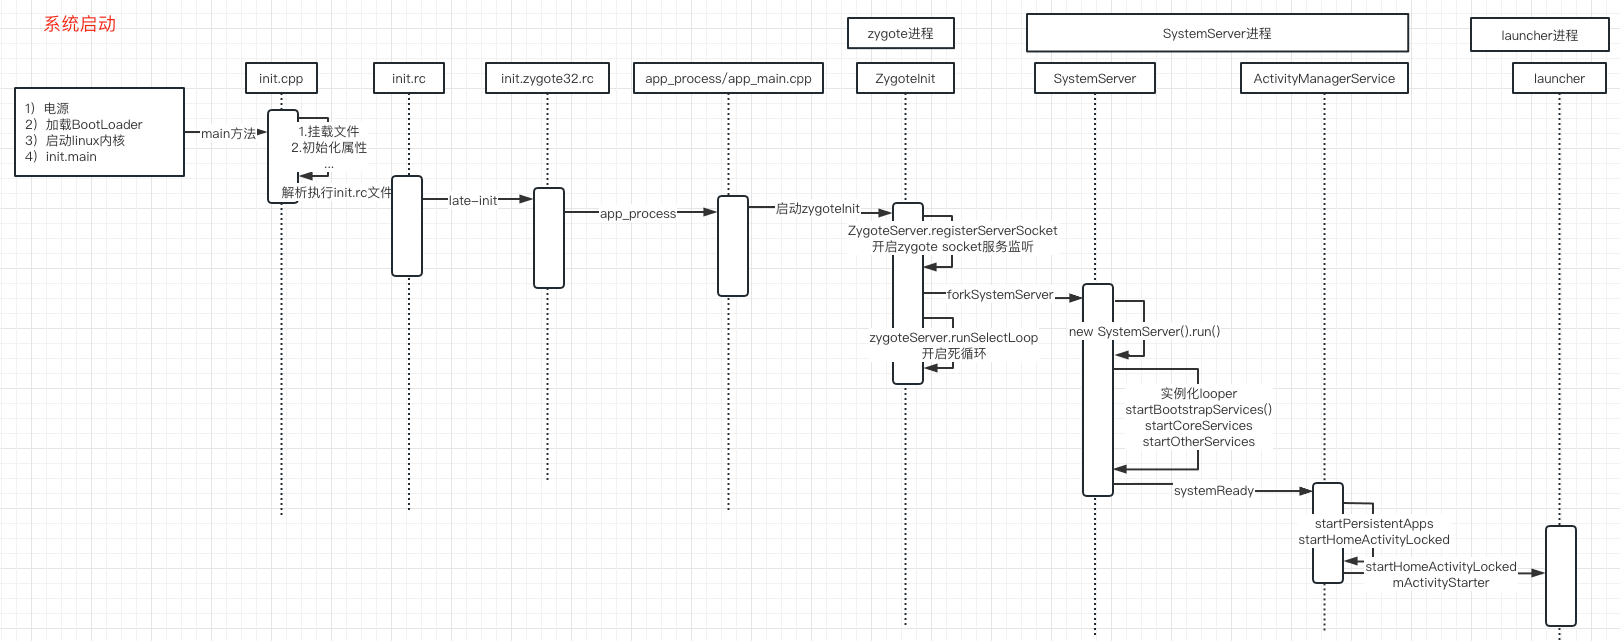 系统启动
zygote进程
SystemServer进程
launcher进程
init.cpp
init.rc
init.zygote32.rc
app_process/app_main.cpp
ZygoteInit
SystemServer
ActivityManagerService
launcher
1）电源
2）加载BootLoader
3）启动linux内核
4）init.main
main方法
1.挂载文件
2.初始化属性
...
解析执行init.rc文件
late-init
app_process
启动zygoteInit
ZygoteServer.registerServerSocket
开启zygote socket服务监听
forkSystemServer
zygoteServer.runSelectLoop
开启死循环
new SystemServer().run()
实例化looper
startBootstrapServices()
startCoreServices
startOtherServices
systemReady
startPersistentApps
startHomeActivityLocked
startHomeActivityLocked
mActivityStarter